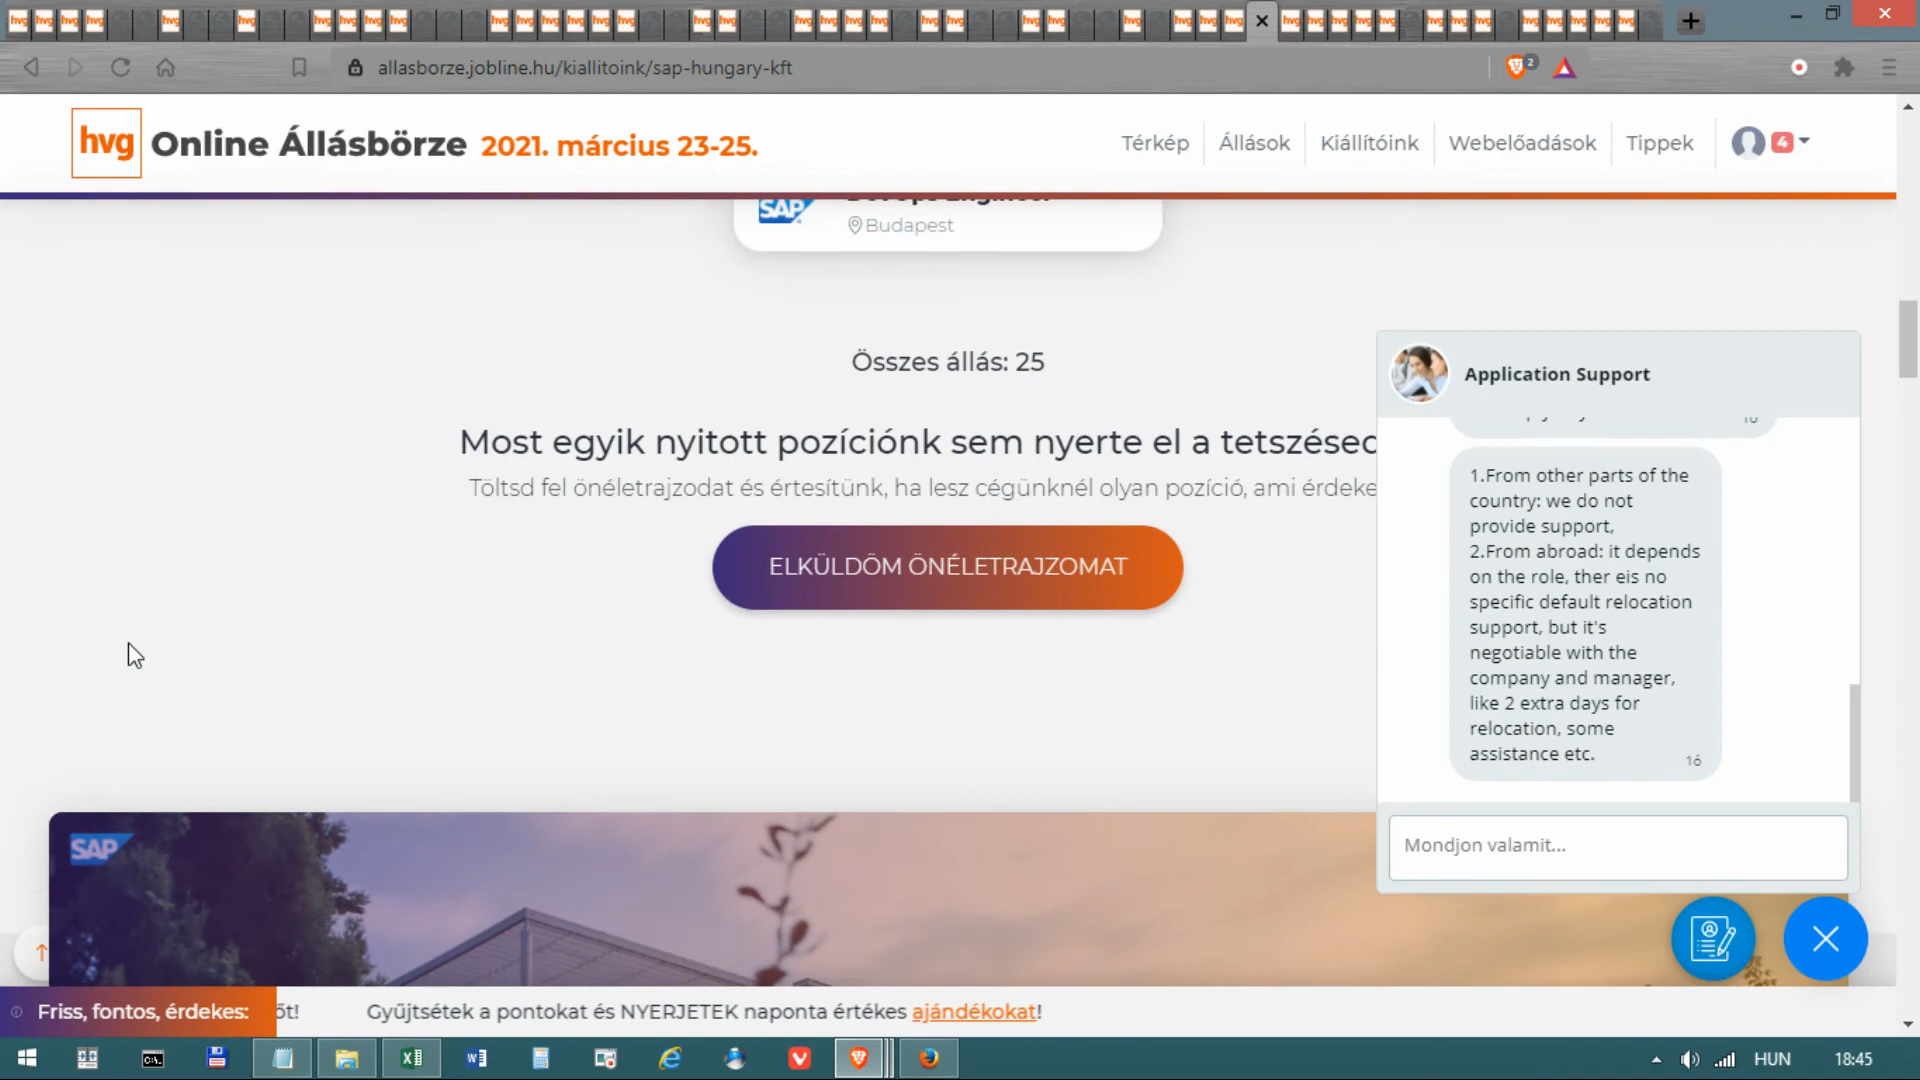 allasborze.jobline.hu/kiallitoink/sap-hungary-kft
2
hvg Online Állásbörze 2021. március 23-25.
Térkép
Állások
Kiállítóink
Webelőadások
Tippek
4
SAP
DevOps Engineer
Budapest
Összes állás: 25
Most egyik nyitott pozíciónk sem nyerte el a tetszésed
Töltsd fel önéletrajzodat és értesítünk, ha lesz cégünknél olyan pozíció, ami érdeke
ELKÜLDÖM ÖNÉLETRAJZOMAT
Application Support
1.From other parts of the
country: we do not
provide support,
2.From abroad: it depends
on the role, ther eis no
specific default relocation
support, but it's
negotiable with the
company and manager,
like 2 extra days for
relocation, some
assistance etc.
16
Mondjon valamit...
SAP
Friss, fontos, érdekes:
őt!
Gyűjtsétek a pontokat és NYERJETEK naponta értékes ajándékokat!
HUN
18:45